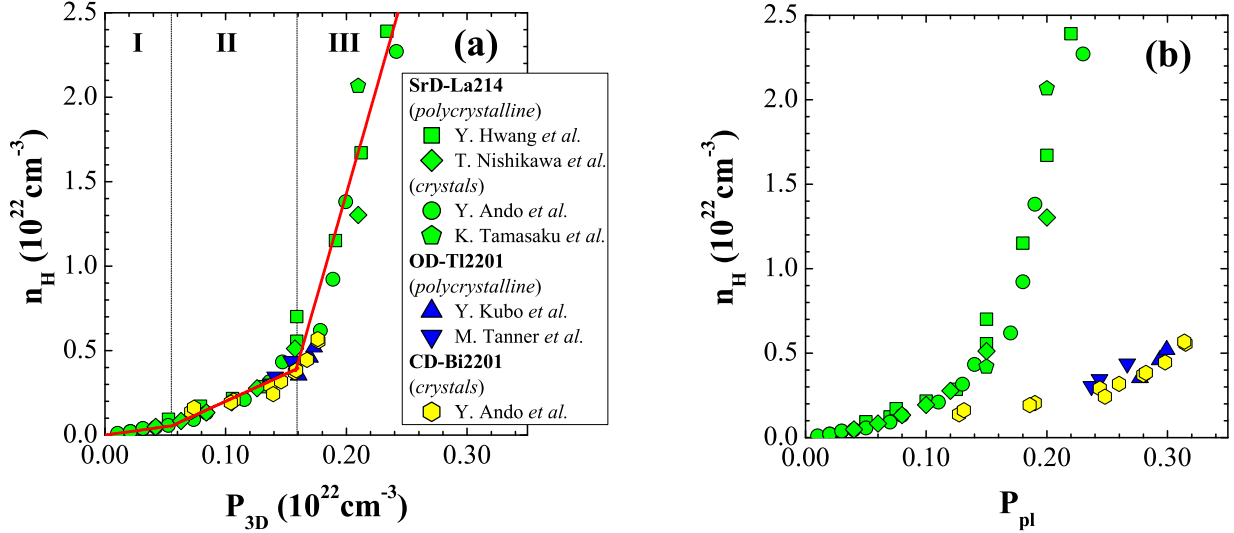 2.5
2.0
1.5
1.0
0.5
0.0
n_H (10^22 cm^-3)
I II III (a)
SrD-La214
(polycrystalline)
Y. Hwang et al.
T. Nishikawa et al.
(crystals)
Y. Ando et al.
K. Tamasaku et al.
OD-Tl2201
(polycrystalline)
Y. Kubo et al.
M. Tanner et al.
CD-Bi2201
(crystals)
Y. Ando et al.
0.00 0.10 0.20 0.30
P_3D (10^22 cm^-3)
2.5
2.0
1.5
1.0
0.5
0.0
n_H (10^22 cm^-3)
(b)
0.00 0.10 0.20 0.30
P_pl